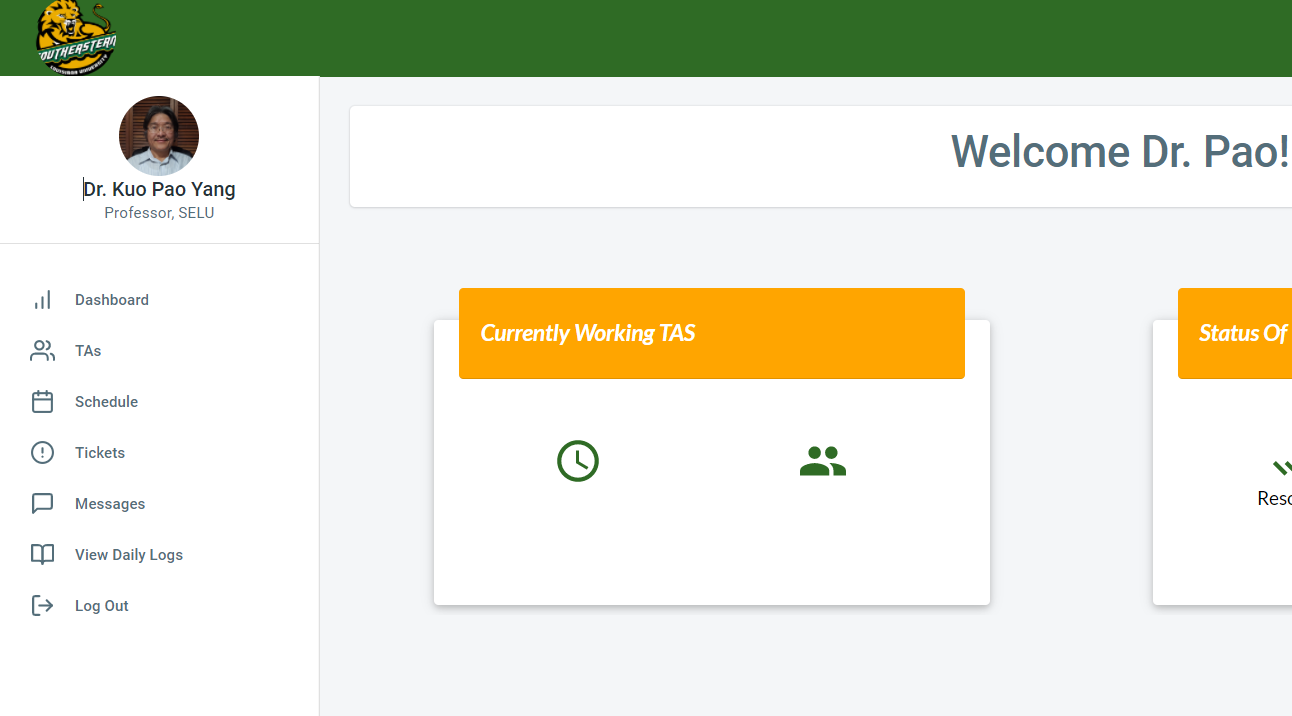 SOUTHEASTERN
LOUISIANA UNIVERSITY
Dr. Kuo Pao Yang
Professor, SELU
Dashboard
TAs
Schedule
Tickets
Messages
View Daily Logs
Log Out
Welcome Dr. Pao!
Currently Working TAS
Status Of
Reso